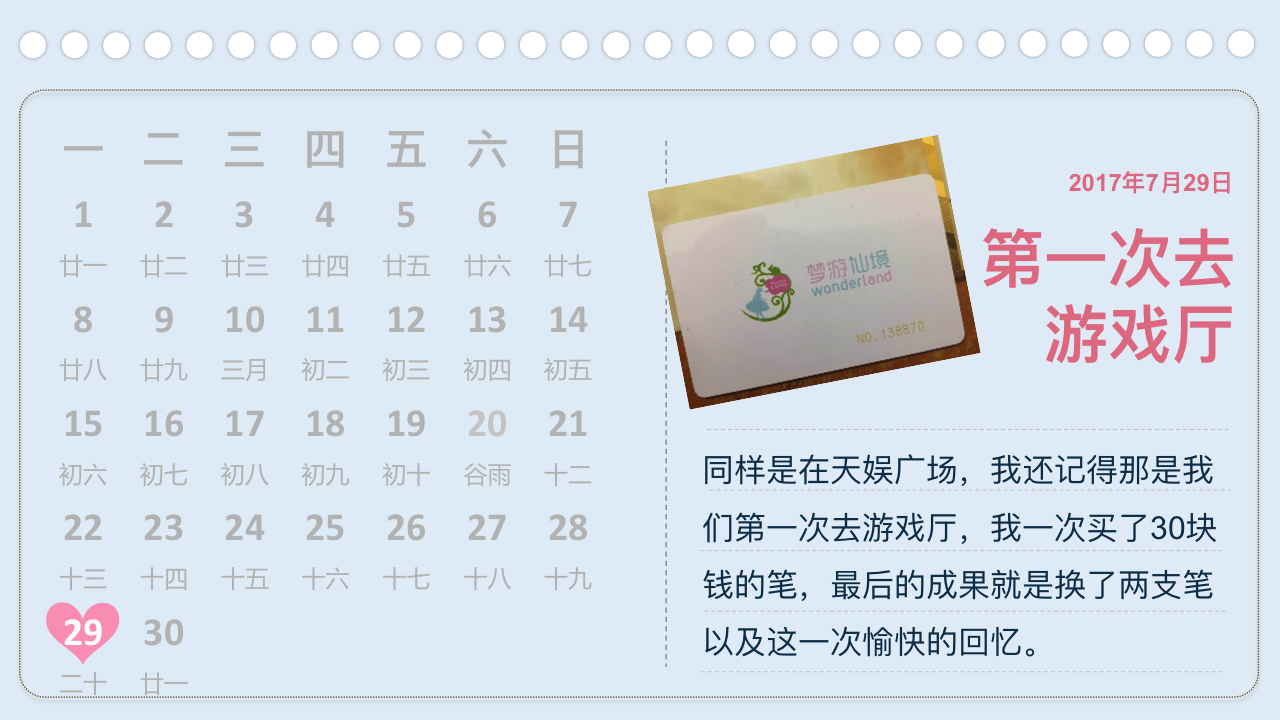 一 二 三 四 五 六 日
1 2 3 4 5 6 7
廿一 廿二 廿三 廿四 廿五 廿六 廿七
8 9 10 11 12 13 14
廿八 廿九 三月 初二 初三 初四 初五
15 16 17 18 19 20 21
初六 初七 初八 初九 初十 谷雨 十二
22 23 24 25 26 27 28
十三 十四 十五 十六 十七 十八 十九
29 30
二十 廿一
梦游仙境
wonderland
NO.138870
2017年7月29日
第一次去
游戏厅
同样是在天娱广场，我还记得那是我
们第一次去游戏厅，我一次买了30块
钱的笔，最后的成果就是换了两支笔
以及这一次愉快的回忆。